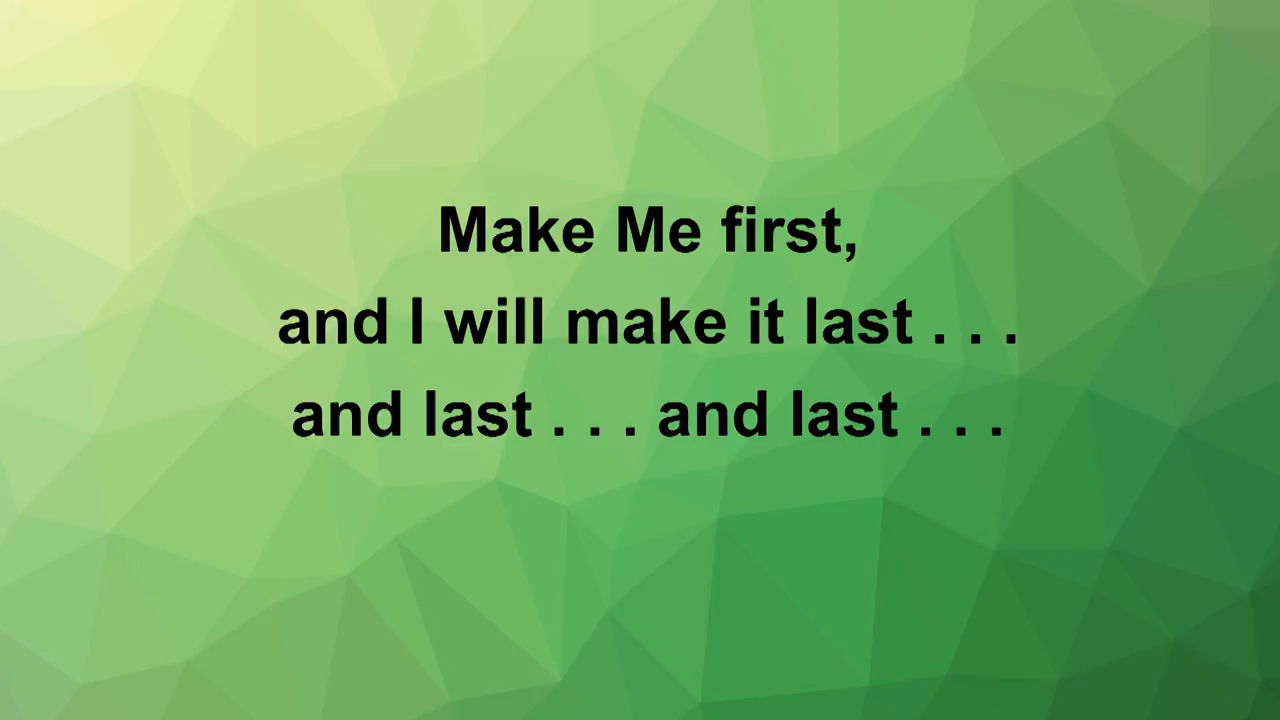 Make Me first,
and I will make it last . . .
and last . . . and last . . .